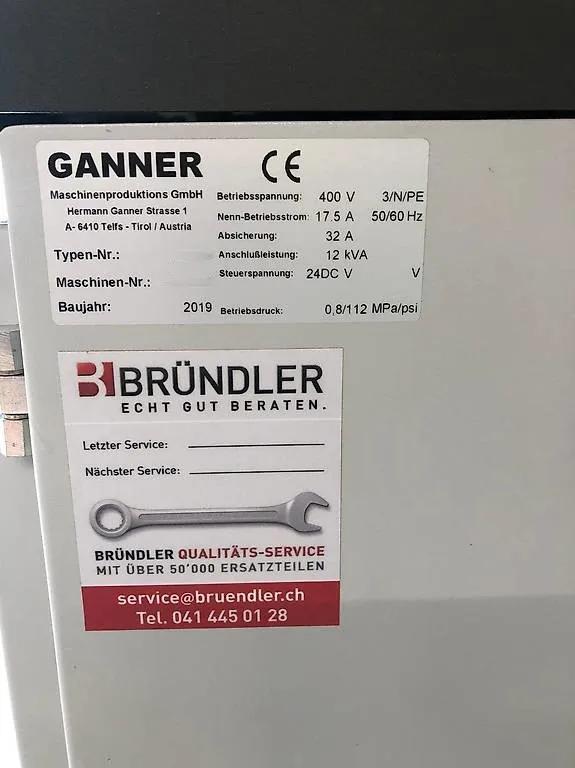 GANNER CE
Maschinenproduktions GmbH
Hermann Ganner Strasse 1
A- 6410 Telfs - Tirol / Austria
Typen-Nr.:
Maschinen-Nr.:
Baujahr: 2019
Betriebsspannung: 400 V 3/N/PE
Nenn-Betriebsstrom: 17.5 A 50/60 Hz
Absicherung: 32 A
Anschlußleistung: 12 kVA
Steuerspannung: 24DC V V
Betriebsdruck: 0,8/112 MPa/psi
B BRÜNDLER
ECHT GUT BERATEN.
Letzter Service:
Nächster Service:
BRÜNDLER QUALITÄTS-SERVICE
MIT ÜBER 50'000 ERSATZTEILEN
service@bruendler.ch
Tel. 041 445 01 28